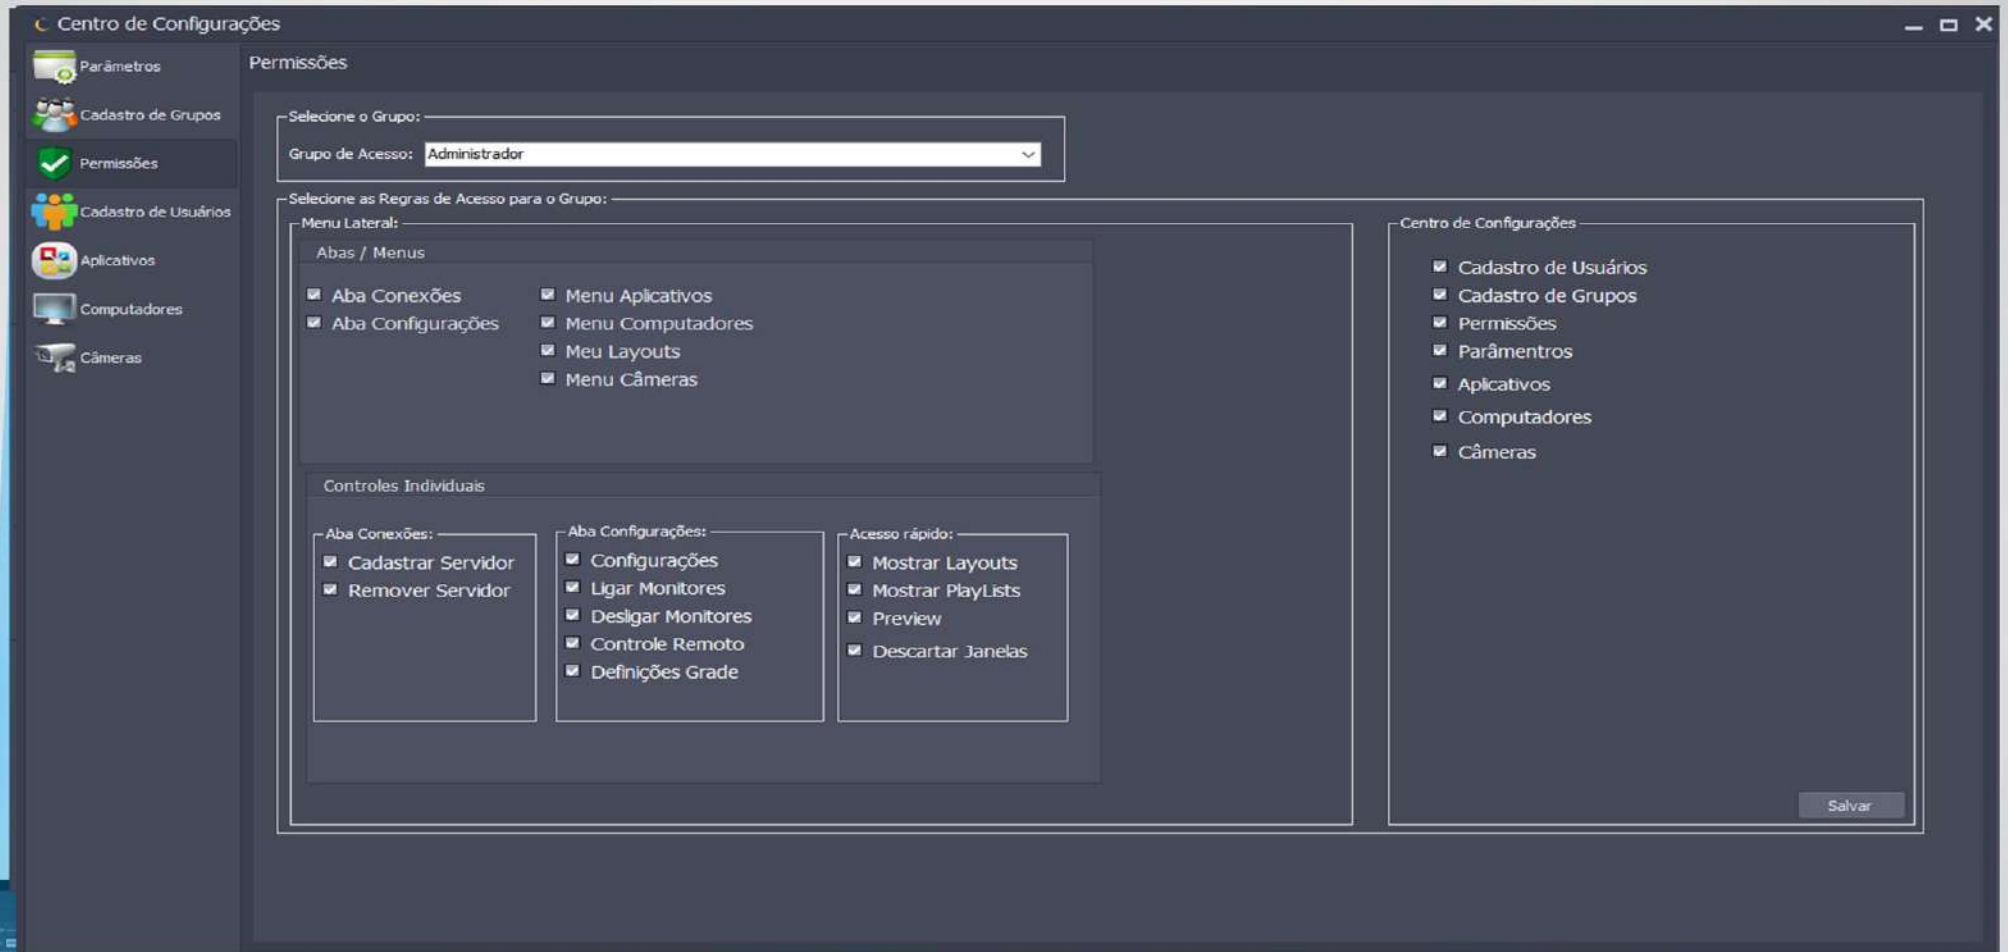 Centro de Configurações
Parâmetros
Cadastro de Grupos
Permissões
Cadastro de Usuários
Aplicativos
Computadores
Câmeras
Permissões
Selecione o Grupo:
Grupo de Acesso: Administrador
Selecione as Regras de Acesso para o Grupo:
Menu Lateral:
Abas / Menus
Aba Conexões
Aba Configurações
Menu Aplicativos
Menu Computadores
Meu Layouts
Menu Câmeras
Controles Individuais
Aba Conexões:
Cadastrar Servidor
Remover Servidor
Aba Configurações:
Configurações
Ligar Monitores
Desligar Monitores
Controle Remoto
Definições Grade
Acesso rápido:
Mostrar Layouts
Mostrar PlayLists
Preview
Descartar Janelas
Centro de Configurações
Cadastro de Usuários
Cadastro de Grupos
Permissões
Parâmentros
Aplicativos
Computadores
Câmeras
Salvar